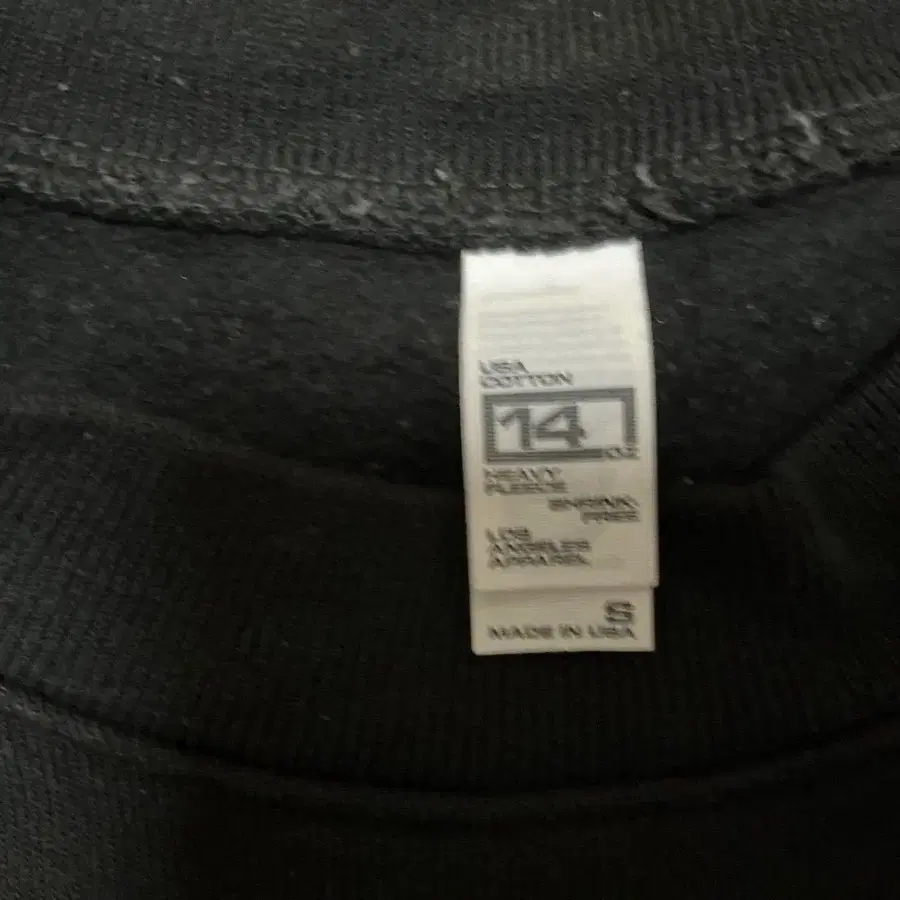 USA
COTTON
14
OZ
HEAVY
FLEECE
SHRINK-
FREE
LOS
ANGELES
APPAREL
S
MADE IN USA